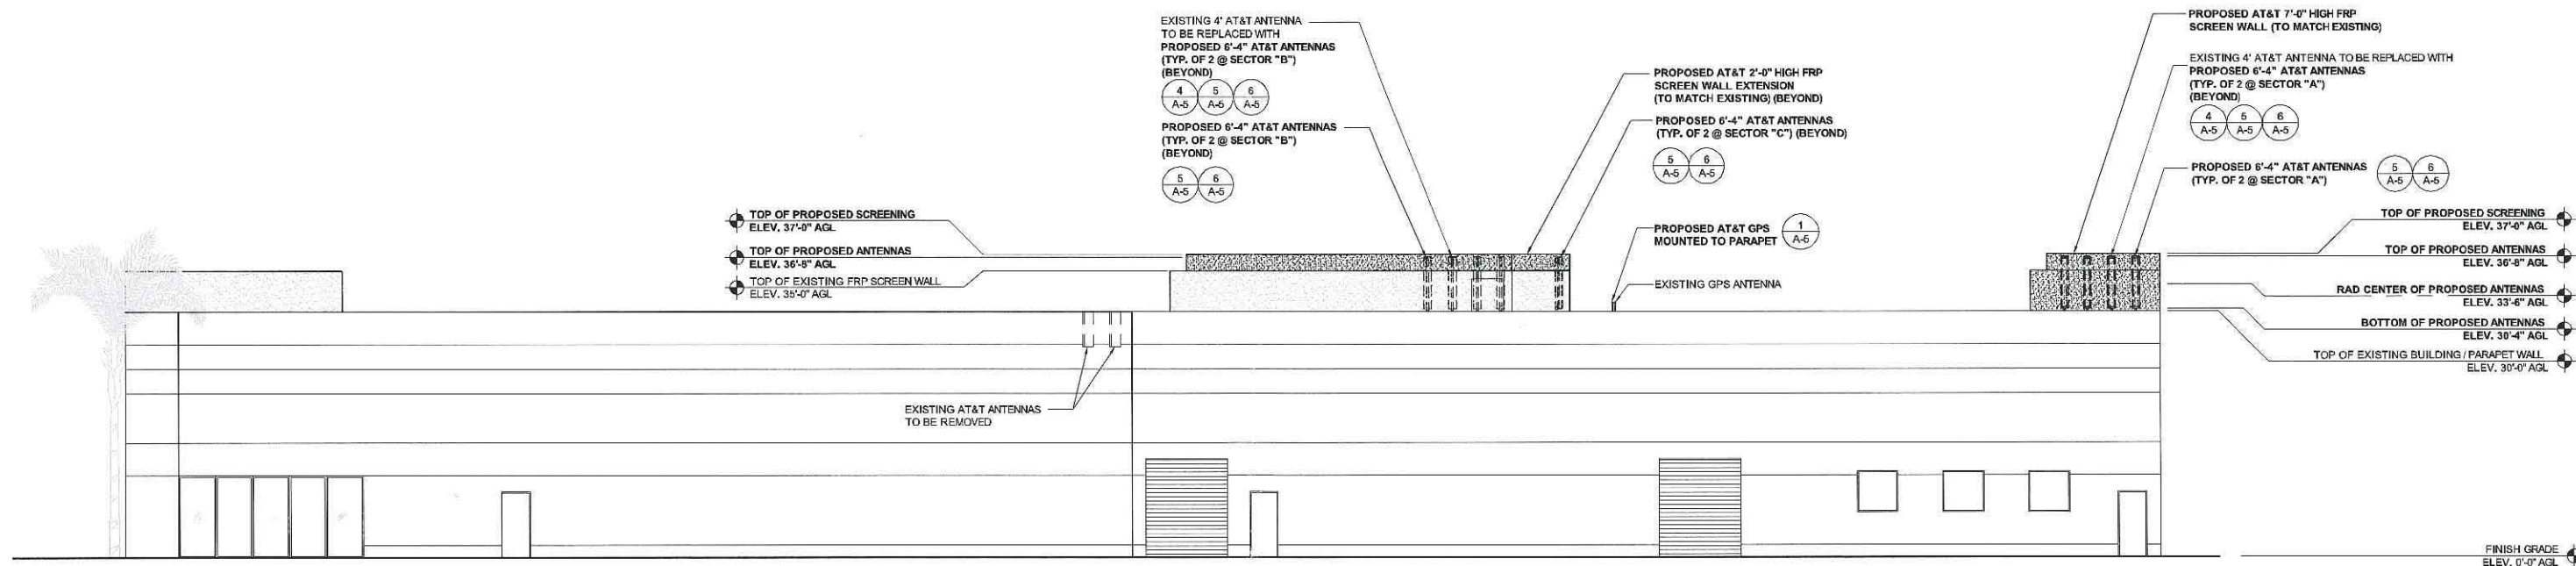 EXISTING 4' AT&T ANTENNA
TO BE REPLACED WITH
PROPOSED 6'-4" AT&T ANTENNAS
(TYP. OF 2 @ SECTOR "B")
(BEYOND)
4 5 6
A-5 A-5 A-5
PROPOSED 6'-4" AT&T ANTENNAS
(TYP. OF 2 @ SECTOR "B")
(BEYOND)
5 6
A-5 A-5
PROPOSED AT&T 2'-0" HIGH FRP
SCREEN WALL EXTENSION
(TO MATCH EXISTING) (BEYOND)
PROPOSED 6'-4" AT&T ANTENNAS
(TYP. OF 2 @ SECTOR "C") (BEYOND)
5 6
A-5 A-5
PROPOSED AT&T GPS
MOUNTED TO PARAPET
1
A-5
EXISTING GPS ANTENNA
PROPOSED AT&T 7'-0" HIGH FRP
SCREEN WALL (TO MATCH EXISTING)
EXISTING 4' AT&T ANTENNA TO BE REPLACED WITH
PROPOSED 6'-4" AT&T ANTENNAS
(TYP. OF 2 @ SECTOR "A")
(BEYOND)
4 5 6
A-5 A-5 A-5
PROPOSED 6'-4" AT&T ANTENNAS
(TYP. OF 2 @ SECTOR "A")
5 6
A-5 A-5
TOP OF PROPOSED SCREENING
ELEV. 37'-0" AGL
TOP OF PROPOSED ANTENNAS
ELEV. 36'-8" AGL
TOP OF EXISTING FRP SCREEN WALL
ELEV. 35'-0" AGL
TOP OF PROPOSED SCREENING
ELEV. 37'-0" AGL
TOP OF PROPOSED ANTENNAS
ELEV. 36'-8" AGL
RAD CENTER OF PROPOSED ANTENNAS
ELEV. 33'-6" AGL
BOTTOM OF PROPOSED ANTENNAS
ELEV. 30'-4" AGL
TOP OF EXISTING BUILDING / PARAPET WALL
ELEV. 30'-0" AGL
EXISTING AT&T ANTENNAS
TO BE REMOVED
FINISH GRADE
ELEV. 0'-0" AGL